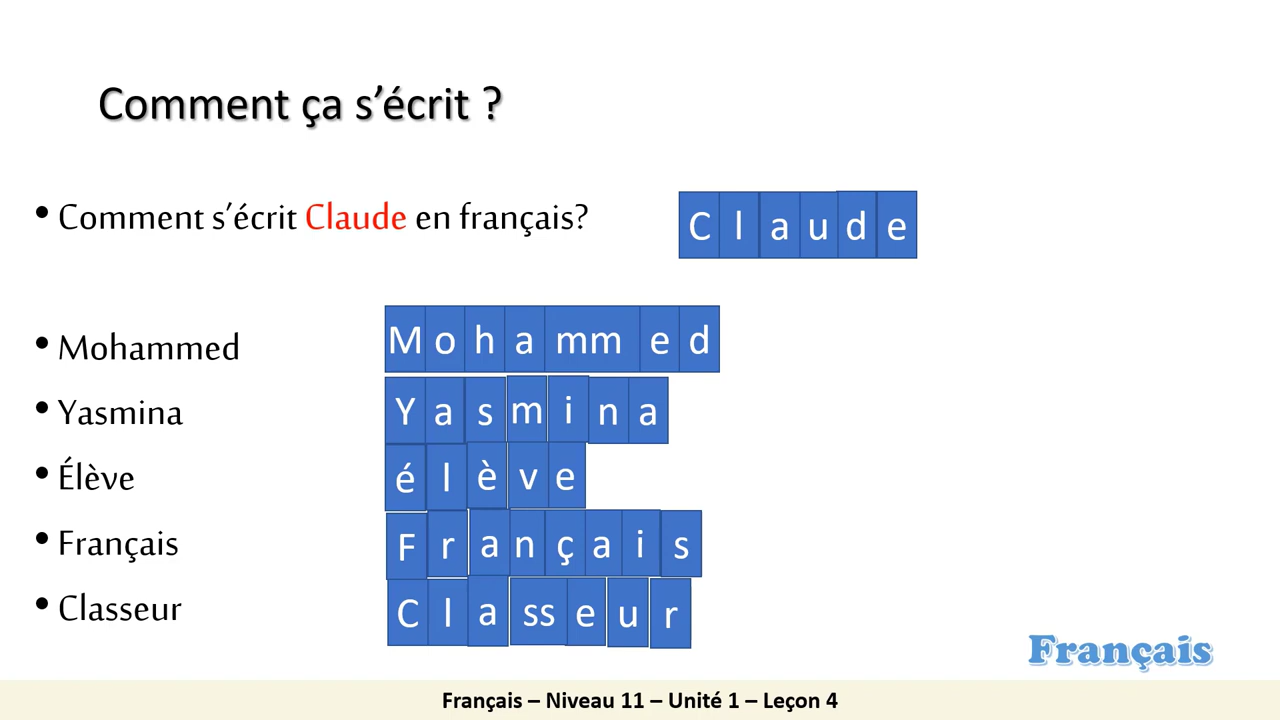 Comment ça s’écrit ?
• Comment s’écrit Claude en français?
C l a u d e
• Mohammed
M o h a mm e d
• Yasmina
Y a s m i n a
• Élève
é l è v e
• Français
F r a n ç a i s
• Classeur
C l a ss e u r
Français
Français – Niveau 11 – Unité 1 – Leçon 4